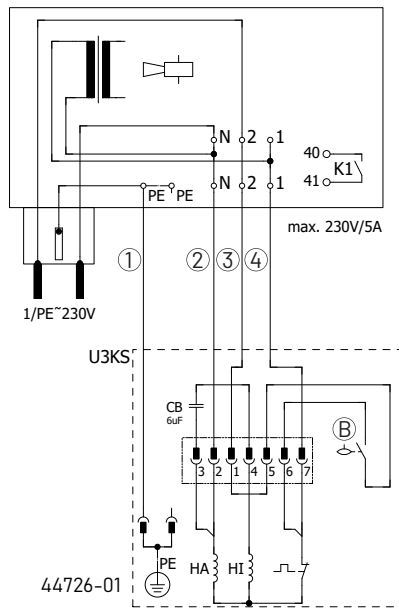 N 2 1
40
K1
41
N 2 1
PE PE
max. 230V/5A
1 2 3 4
1/PE~230V
U3KS
CB
6uF
B
3 2 1 4 5 6 7
PE
HA HI
44726-01